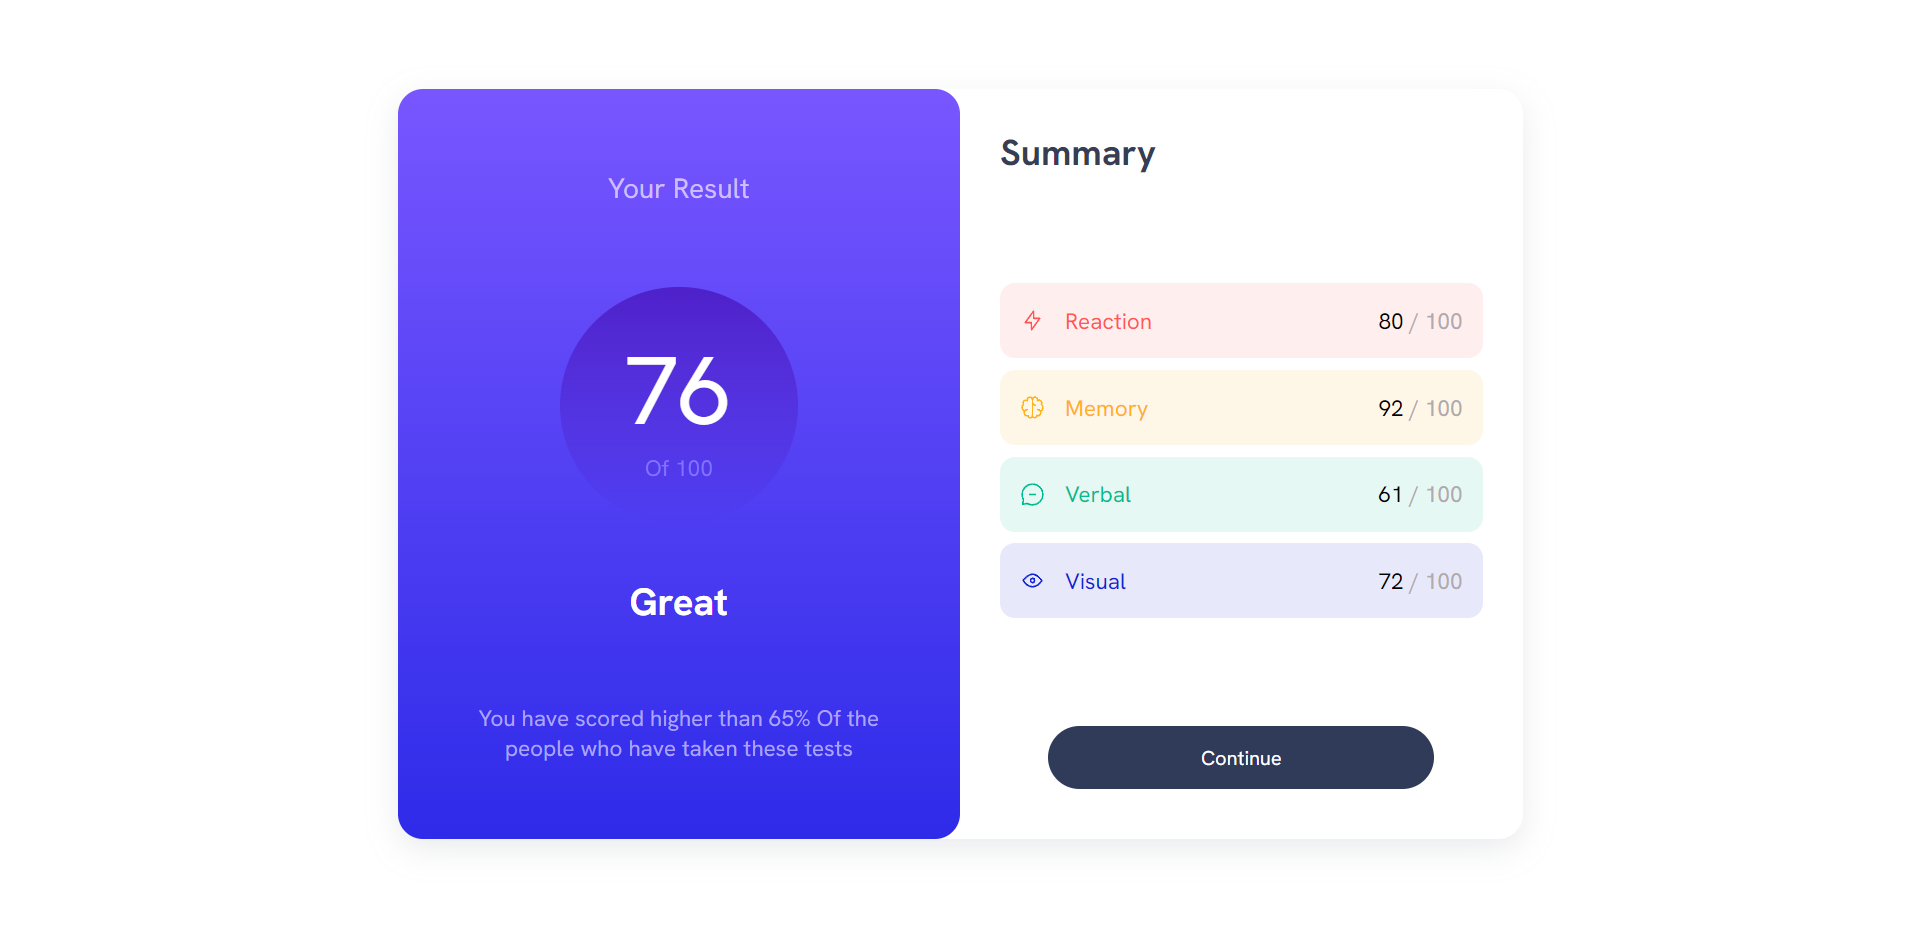 Your Result
76
Of 100
Great
You have scored higher than 65% Of the
people who have taken these tests
Summary
Reaction 80 / 100
Memory 92 / 100
Verbal 61 / 100
Visual 72 / 100
Continue